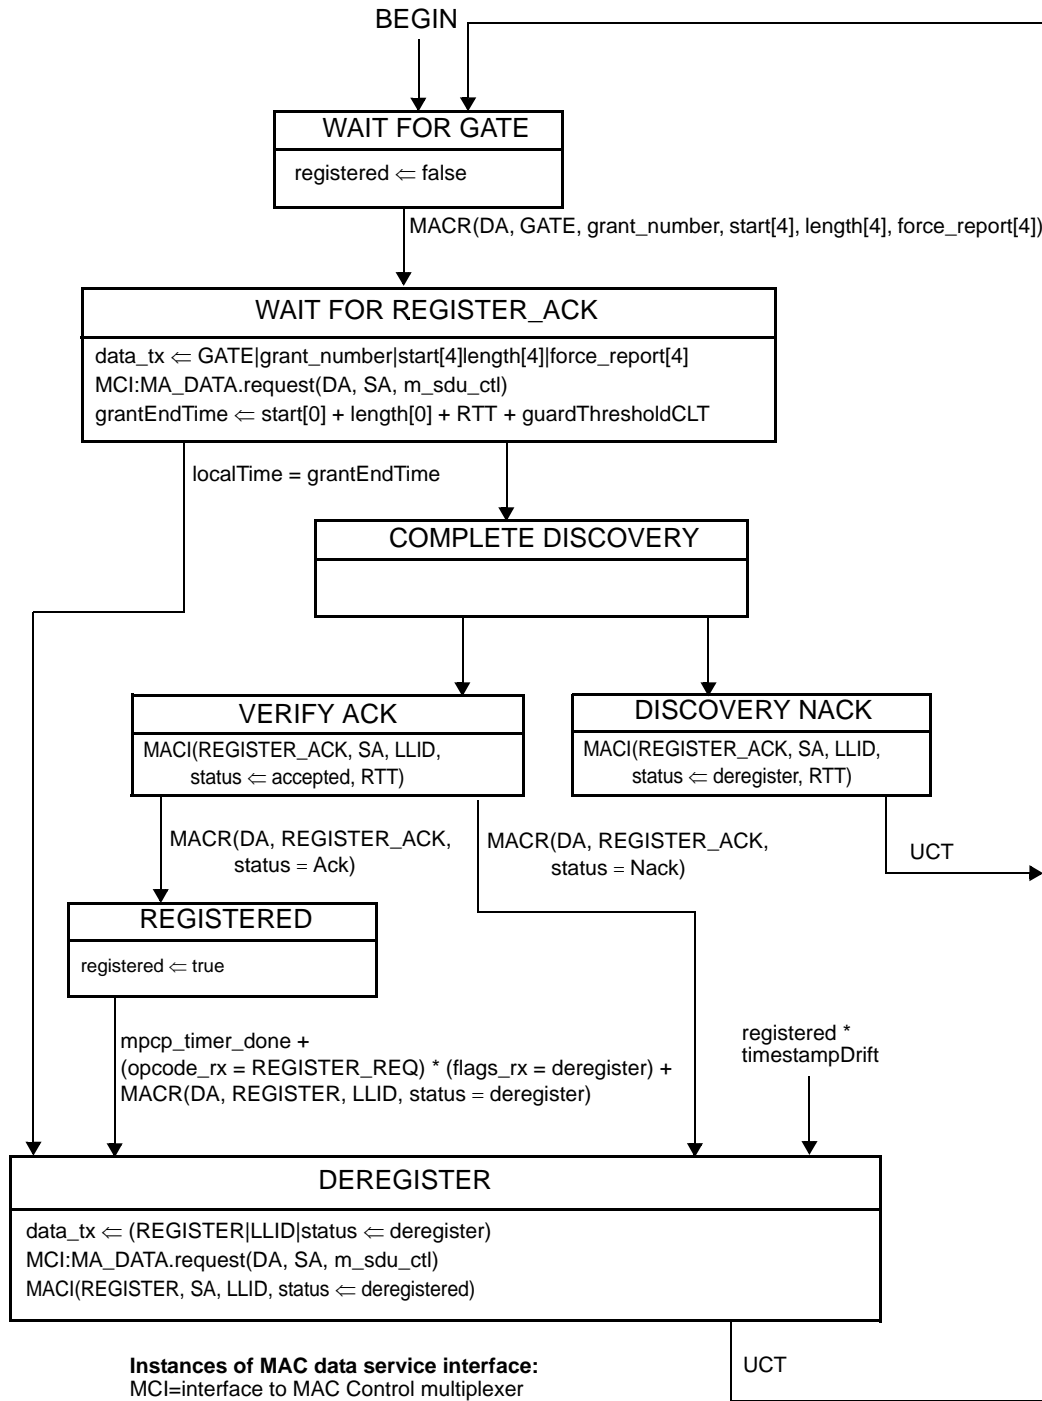 BEGIN
WAIT FOR GATE
registered ⇐ false
MACR(DA, GATE, grant_number, start[4], length[4], force_report[4])
WAIT FOR REGISTER_ACK
data_tx ⇐ GATE|grant_number|start[4]length[4]|force_report[4]
MCI:MA_DATA.request(DA, SA, m_sdu_ctl)
grantEndTime ⇐ start[0] + length[0] + RTT + guardThresholdCLT
localTime = grantEndTime
COMPLETE DISCOVERY
VERIFY ACK
MACI(REGISTER_ACK, SA, LLID,
status ⇐ accepted, RTT)
DISCOVERY NACK
MACI(REGISTER_ACK, SA, LLID,
status ⇐ deregister, RTT)
MACR(DA, REGISTER_ACK,
status = Ack)
MACR(DA, REGISTER_ACK,
status = Nack)
UCT
REGISTERED
registered ⇐ true
mpcp_timer_done +
(opcode_rx = REGISTER_REQ) * (flags_rx = deregister) +
MACR(DA, REGISTER, LLID, status = deregister)
registered *
timestampDrift
DEREGISTER
data_tx ⇐ (REGISTER|LLID|status ⇐ deregister)
MCI:MA_DATA.request(DA, SA, m_sdu_ctl)
MACI(REGISTER, SA, LLID, status ⇐ deregistered)
UCT
Instances of MAC data service interface:
MCI=interface to MAC Control multiplexer